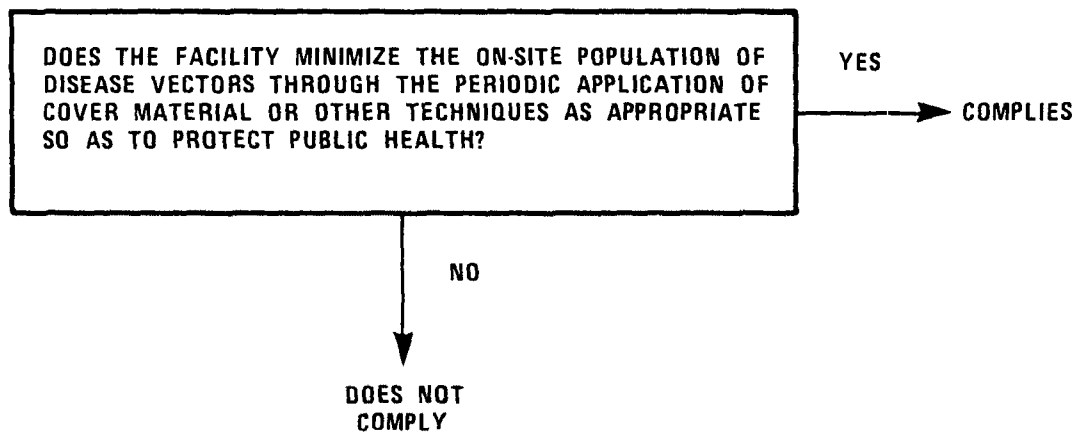 DOES THE FACILITY MINIMIZE THE ON-SITE POPULATION OF
DISEASE VECTORS THROUGH THE PERIODIC APPLICATION OF
COVER MATERIAL OR OTHER TECHNIQUES AS APPROPRIATE
SO AS TO PROTECT PUBLIC HEALTH?
YES
COMPLIES
NO
DOES NOT
COMPLY